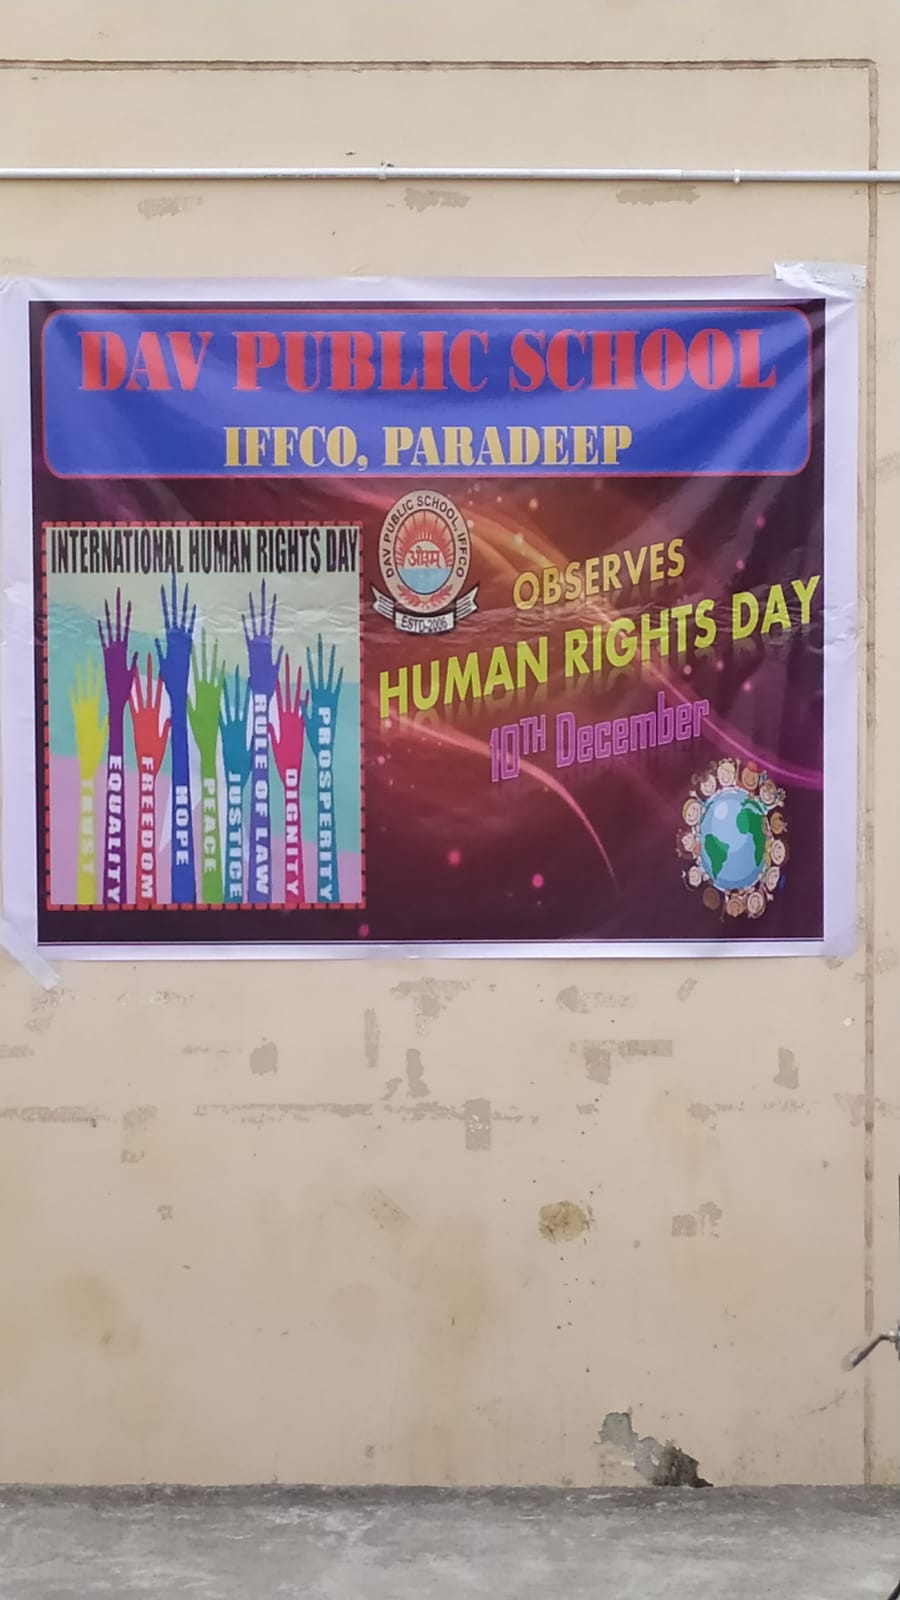 DAV PUBLIC SCHOOL
IFFCO, PARADEEP
INTERNATIONAL HUMAN RIGHTS DAY
TRUST
EQUALITY
FREEDOM
HOPE
PEACE
JUSTICE
RULE OF LAW
DIGNITY
PROSPERITY
DAV PUBLIC SCHOOL, IFFCO
ओ३म्
ESTD-2006
OBSERVES
HUMAN RIGHTS DAY
10TH December